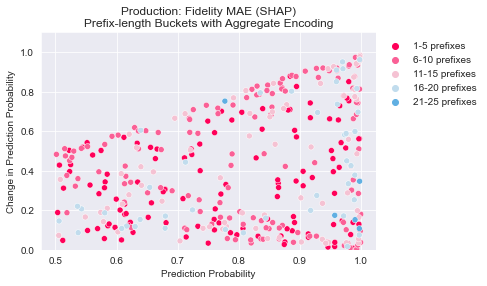 Production: Fidelity MAE (SHAP)
Prefix-length Buckets with Aggregate Encoding
Change in Prediction Probability
1.0
0.8
0.6
0.4
0.2
0.0
0.5 0.6 0.7 0.8 0.9 1.0
Prediction Probability
1-5 prefixes
6-10 prefixes
11-15 prefixes
16-20 prefixes
21-25 prefixes